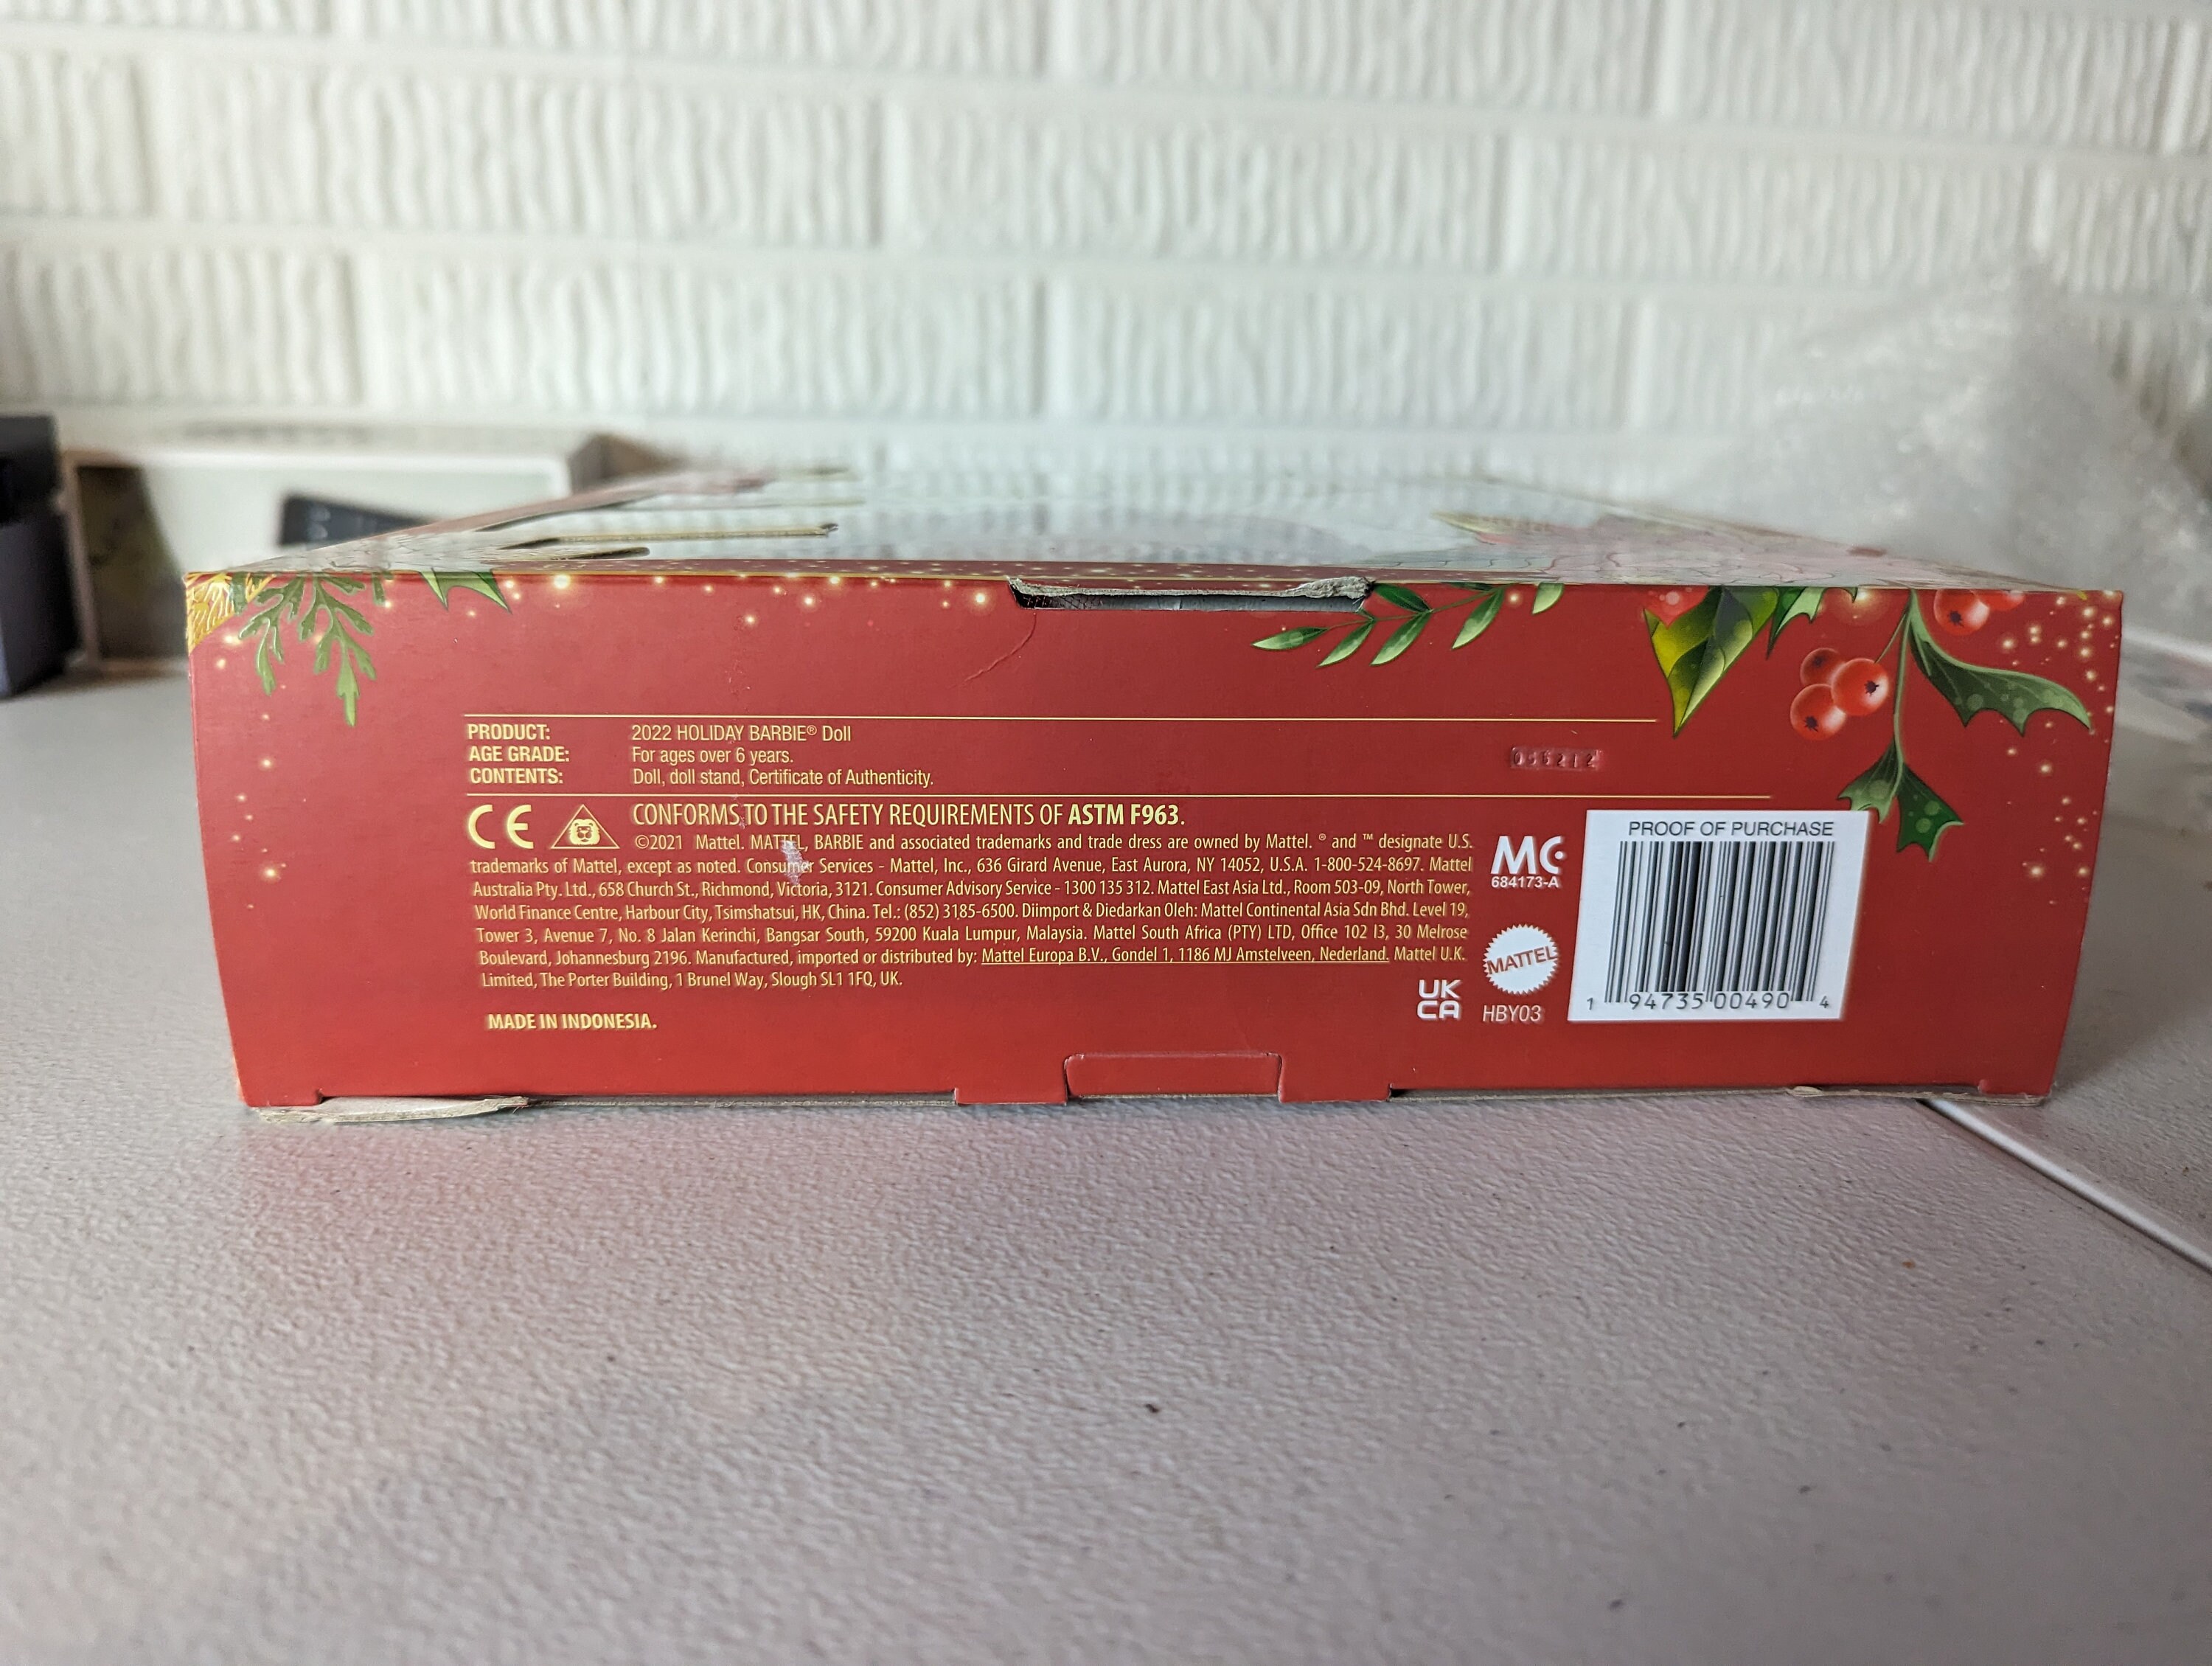 PRODUCT: 2022 HOLIDAY BARBIE® Doll
AGE GRADE: For ages over 6 years.
CONTENTS: Doll, doll stand, Certificate of Authenticity.
CE CONFORMS TO THE SAFETY REQUIREMENTS OF ASTM F963.
©2021 Mattel. MATTEL, BARBIE and associated trademarks and trade dress are owned by Mattel. ® and ™ designate U.S.
trademarks of Mattel, except as noted. Consumer Services - Mattel, Inc., 636 Girard Avenue, East Aurora, NY 14052, U.S.A. 1-800-524-8697. Mattel
Australia Pty. Ltd., 658 Church St., Richmond, Victoria, 3121. Consumer Advisory Service - 1300 135 312. Mattel East Asia Ltd., Room 503-09, North Tower,
World Finance Centre, Harbour City, Tsimshatsui, HK, China. Tel.: (852) 3185-6500. Diimport & Diedarkan Oleh: Mattel Continental Asia Sdn Bhd. Level 19,
Tower 3, Avenue 7, No. 8 Jalan Kerinchi, Bangsar South, 59200 Kuala Lumpur, Malaysia. Mattel South Africa (PTY) LTD, Office 102 I3, 30 Melrose
Boulevard, Johannesburg 2196. Manufactured, imported or distributed by: Mattel Europa B.V., Gondel 1, 1186 MJ Amstelveen, Nederland. Mattel U.K.
Limited, The Porter Building, 1 Brunel Way, Slough SL1 1FQ, UK.
MADE IN INDONESIA.
MC
684173-A
MATTEL
UK
CA
HBY03
PROOF OF PURCHASE
1 94735 00490 4